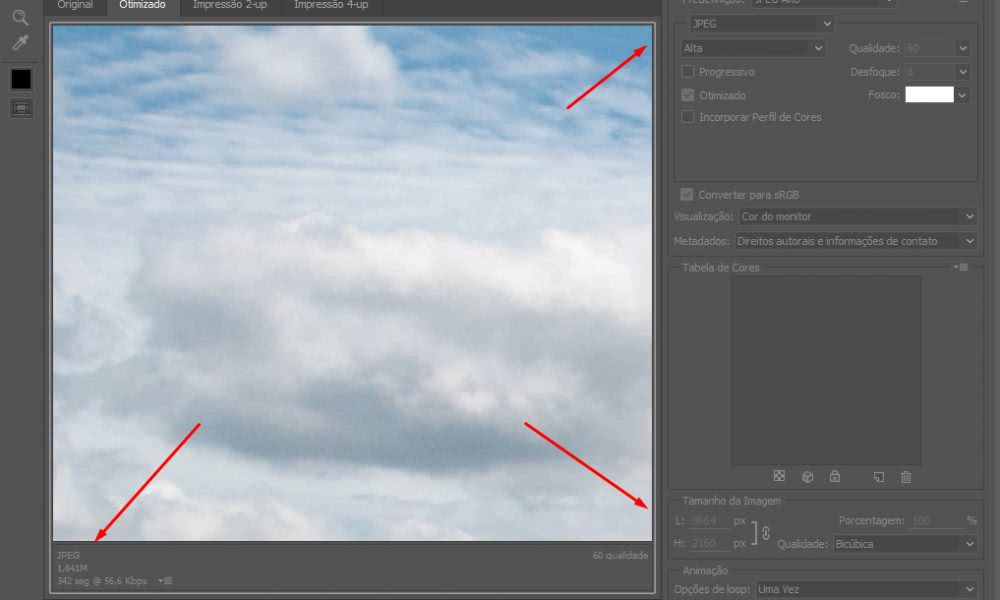 Original Otimizado Impressão 2-up Impressão 4-up
Predefinição: JPEG Alto
JPEG
Alta Qualidade: 60
Progressivo Desfoque: 0
Otimizado Fosco:
Incorporar Perfil de Cores
Converter para sRGB
Visualização: Cor do monitor
Metadados: Direitos autorais e informações de contato
Tabela de Cores
Tamanho da Imagem
L: 3664 px Porcentagem: 100 %
H: 2160 px Qualidade: Bicúbica
Animação
Opções de loop: Uma Vez
JPEG 60 qualidade
1,841M
342 seg @ 56,6 Kbps